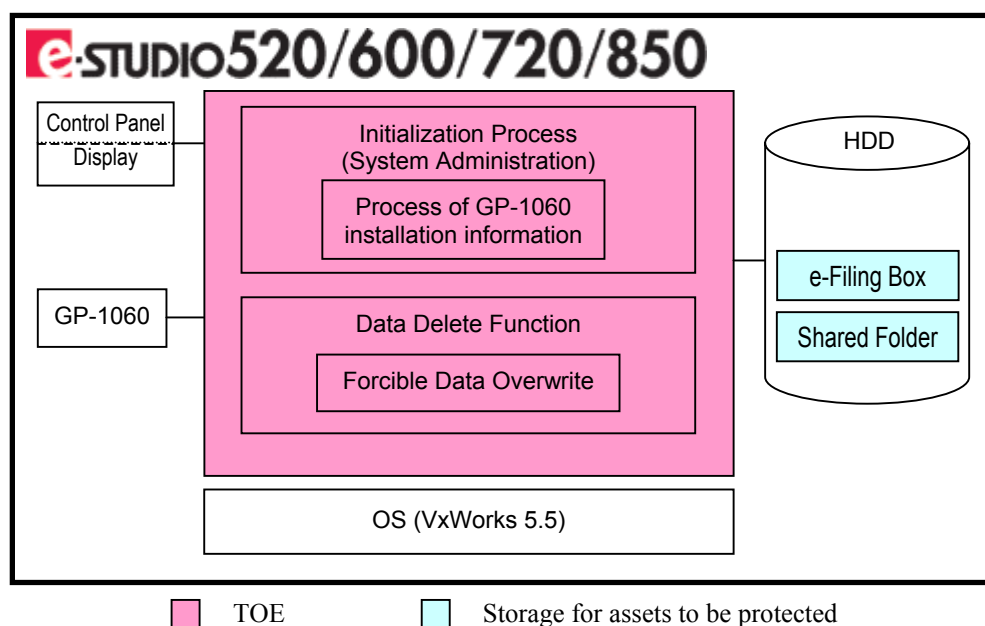 e-STUDIO520/600/720/850
Control Panel
Display
Initialization Process
(System Administration)
Process of GP-1060
installation information
HDD
e-Filing Box
Shared Folder
GP-1060
Data Delete Function
Forcible Data Overwrite
OS (VxWorks 5.5)
TOE
Storage for assets to be protected